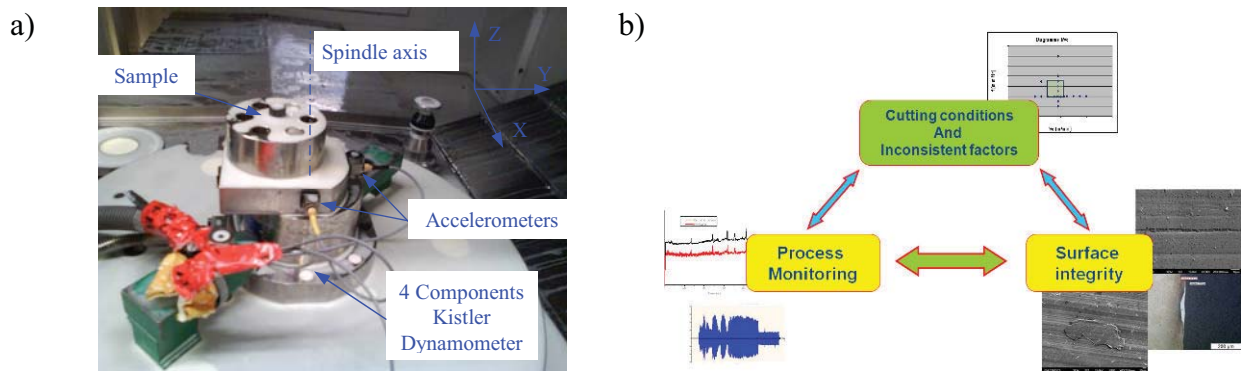 a)
Spindle axis
Sample
Z
Y
X
Accelerometers
4 Components
Kistler
Dynamometer
b)
Cutting conditions
And
Inconsistent factors
Process
Monitoring
Surface
integrity